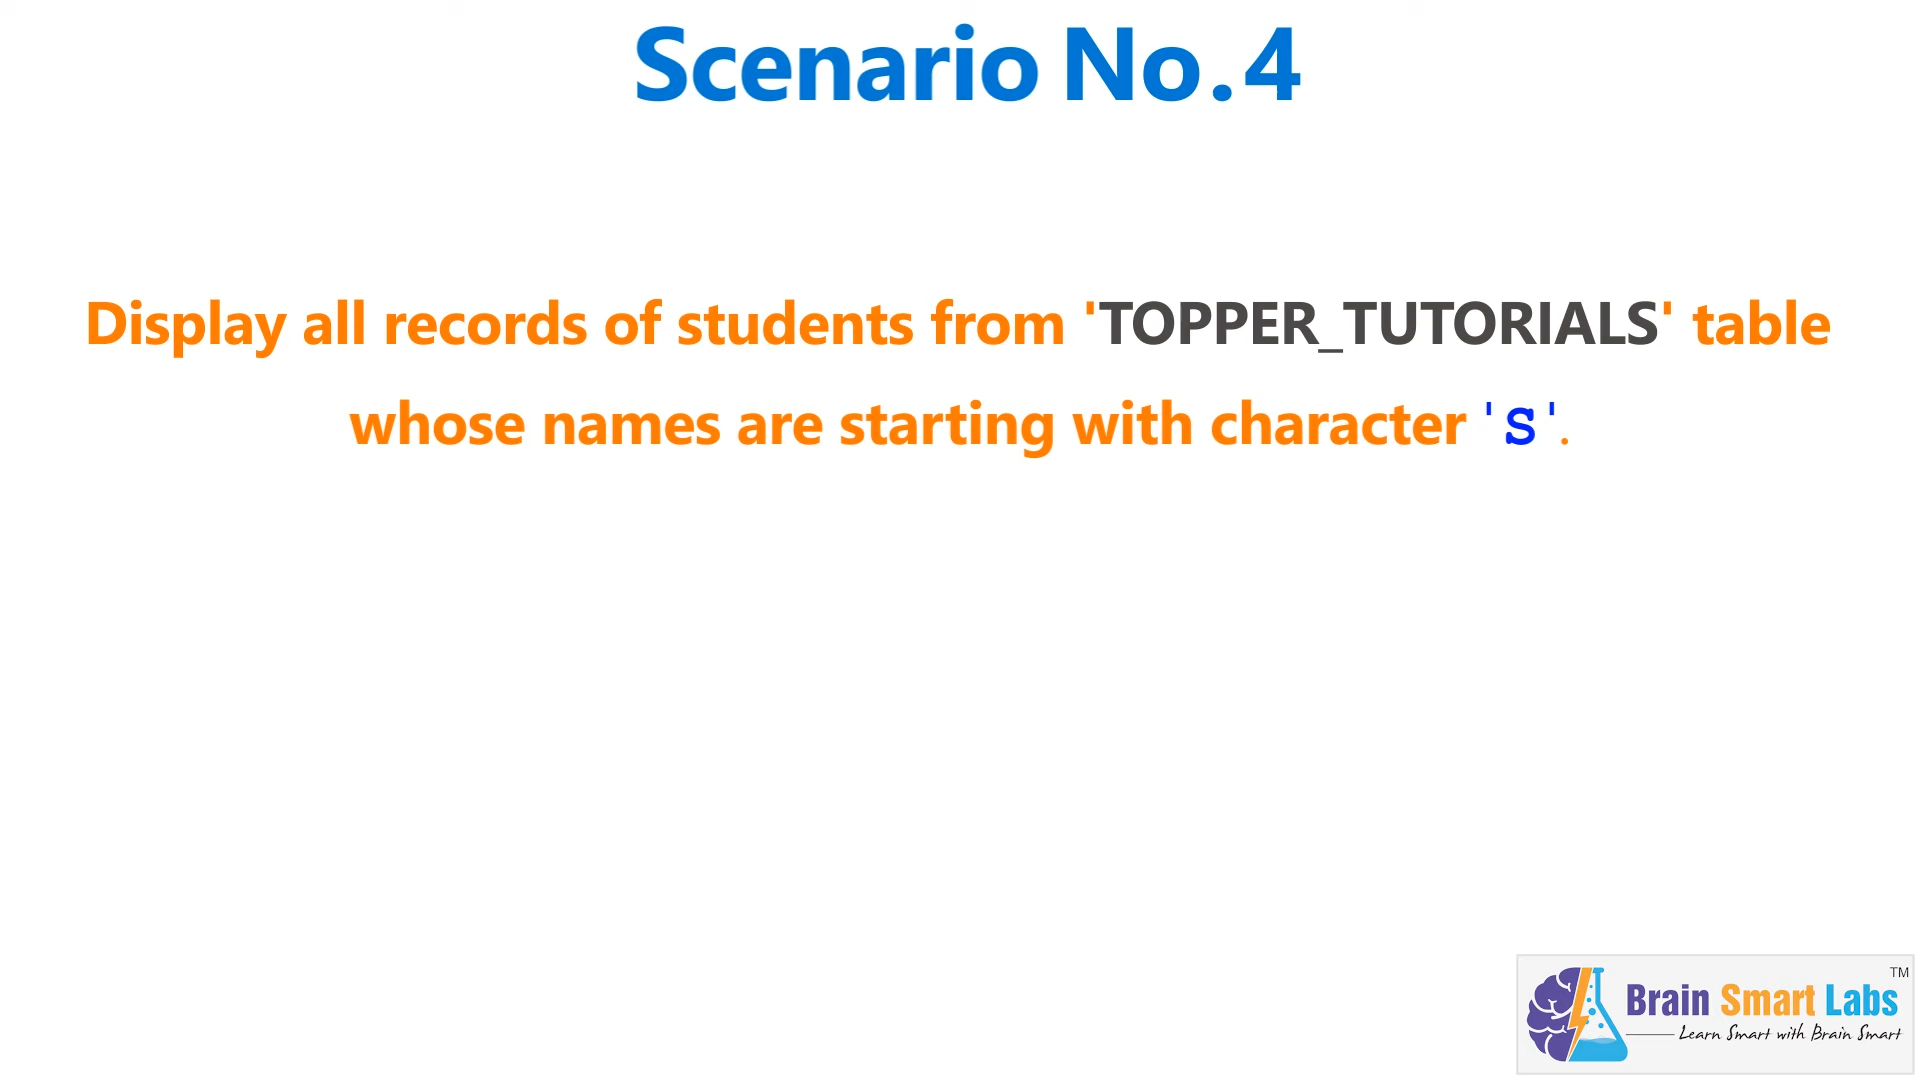 Scenario No.4
Display all records of students from 'TOPPER_TUTORIALS' table
whose names are starting with character 'S'.
TM
Brain Smart Labs
Learn Smart with Brain Smart